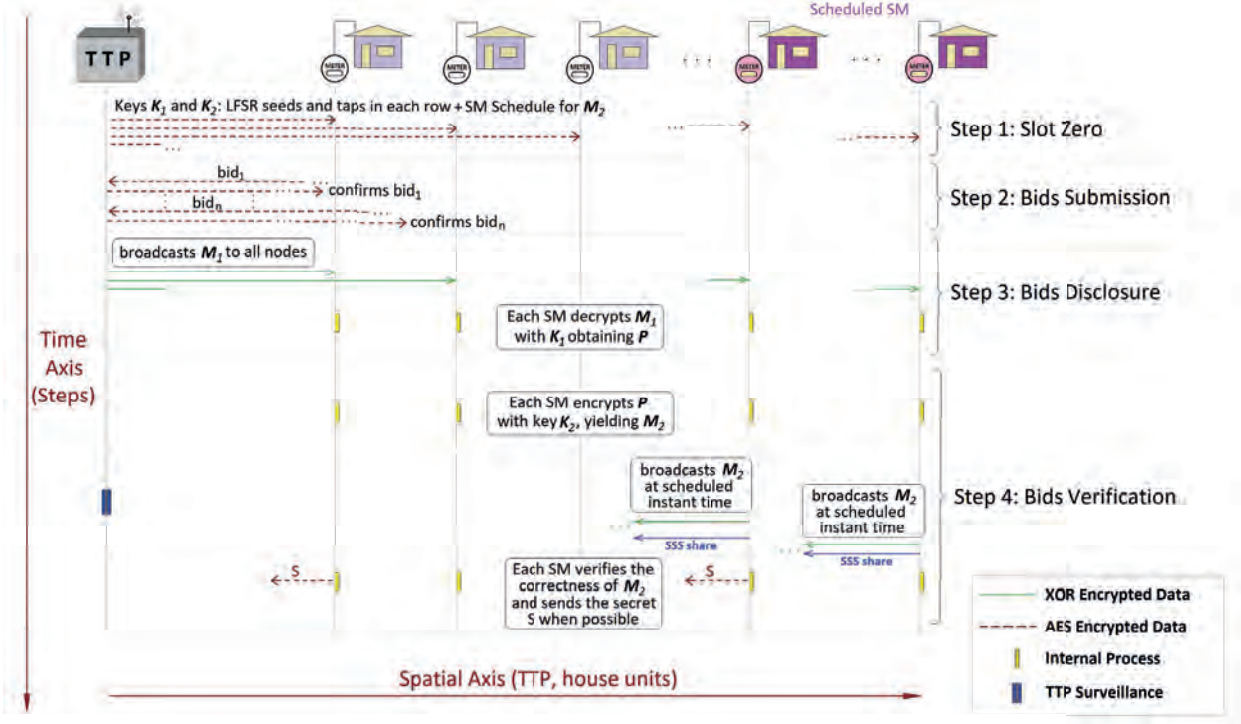 Scheduled SM
TTP
METER
METER
METER
METER
METER
Keys K1 and K2: LFSR seeds and taps in each row + SM Schedule for M2
Step 1: Slot Zero
bid1
confirms bid1
bidn
confirms bidn
Step 2: Bids Submission
broadcasts M1 to all nodes
Step 3: Bids Disclosure
Each SM decrypts M1
with K1 obtaining P
Time
Axis
(Steps)
Each SM encrypts P
with key K2, yielding M2
broadcasts M2
at scheduled
instant time
SSS share
broadcasts M2
at scheduled
instant time
SSS share
Step 4: Bids Verification
S
Each SM verifies the
correctness of M2
and sends the secret
S when possible
S
XOR Encrypted Data
AES Encrypted Data
Internal Process
TTP Surveillance
Spatial Axis (TTP, house units)